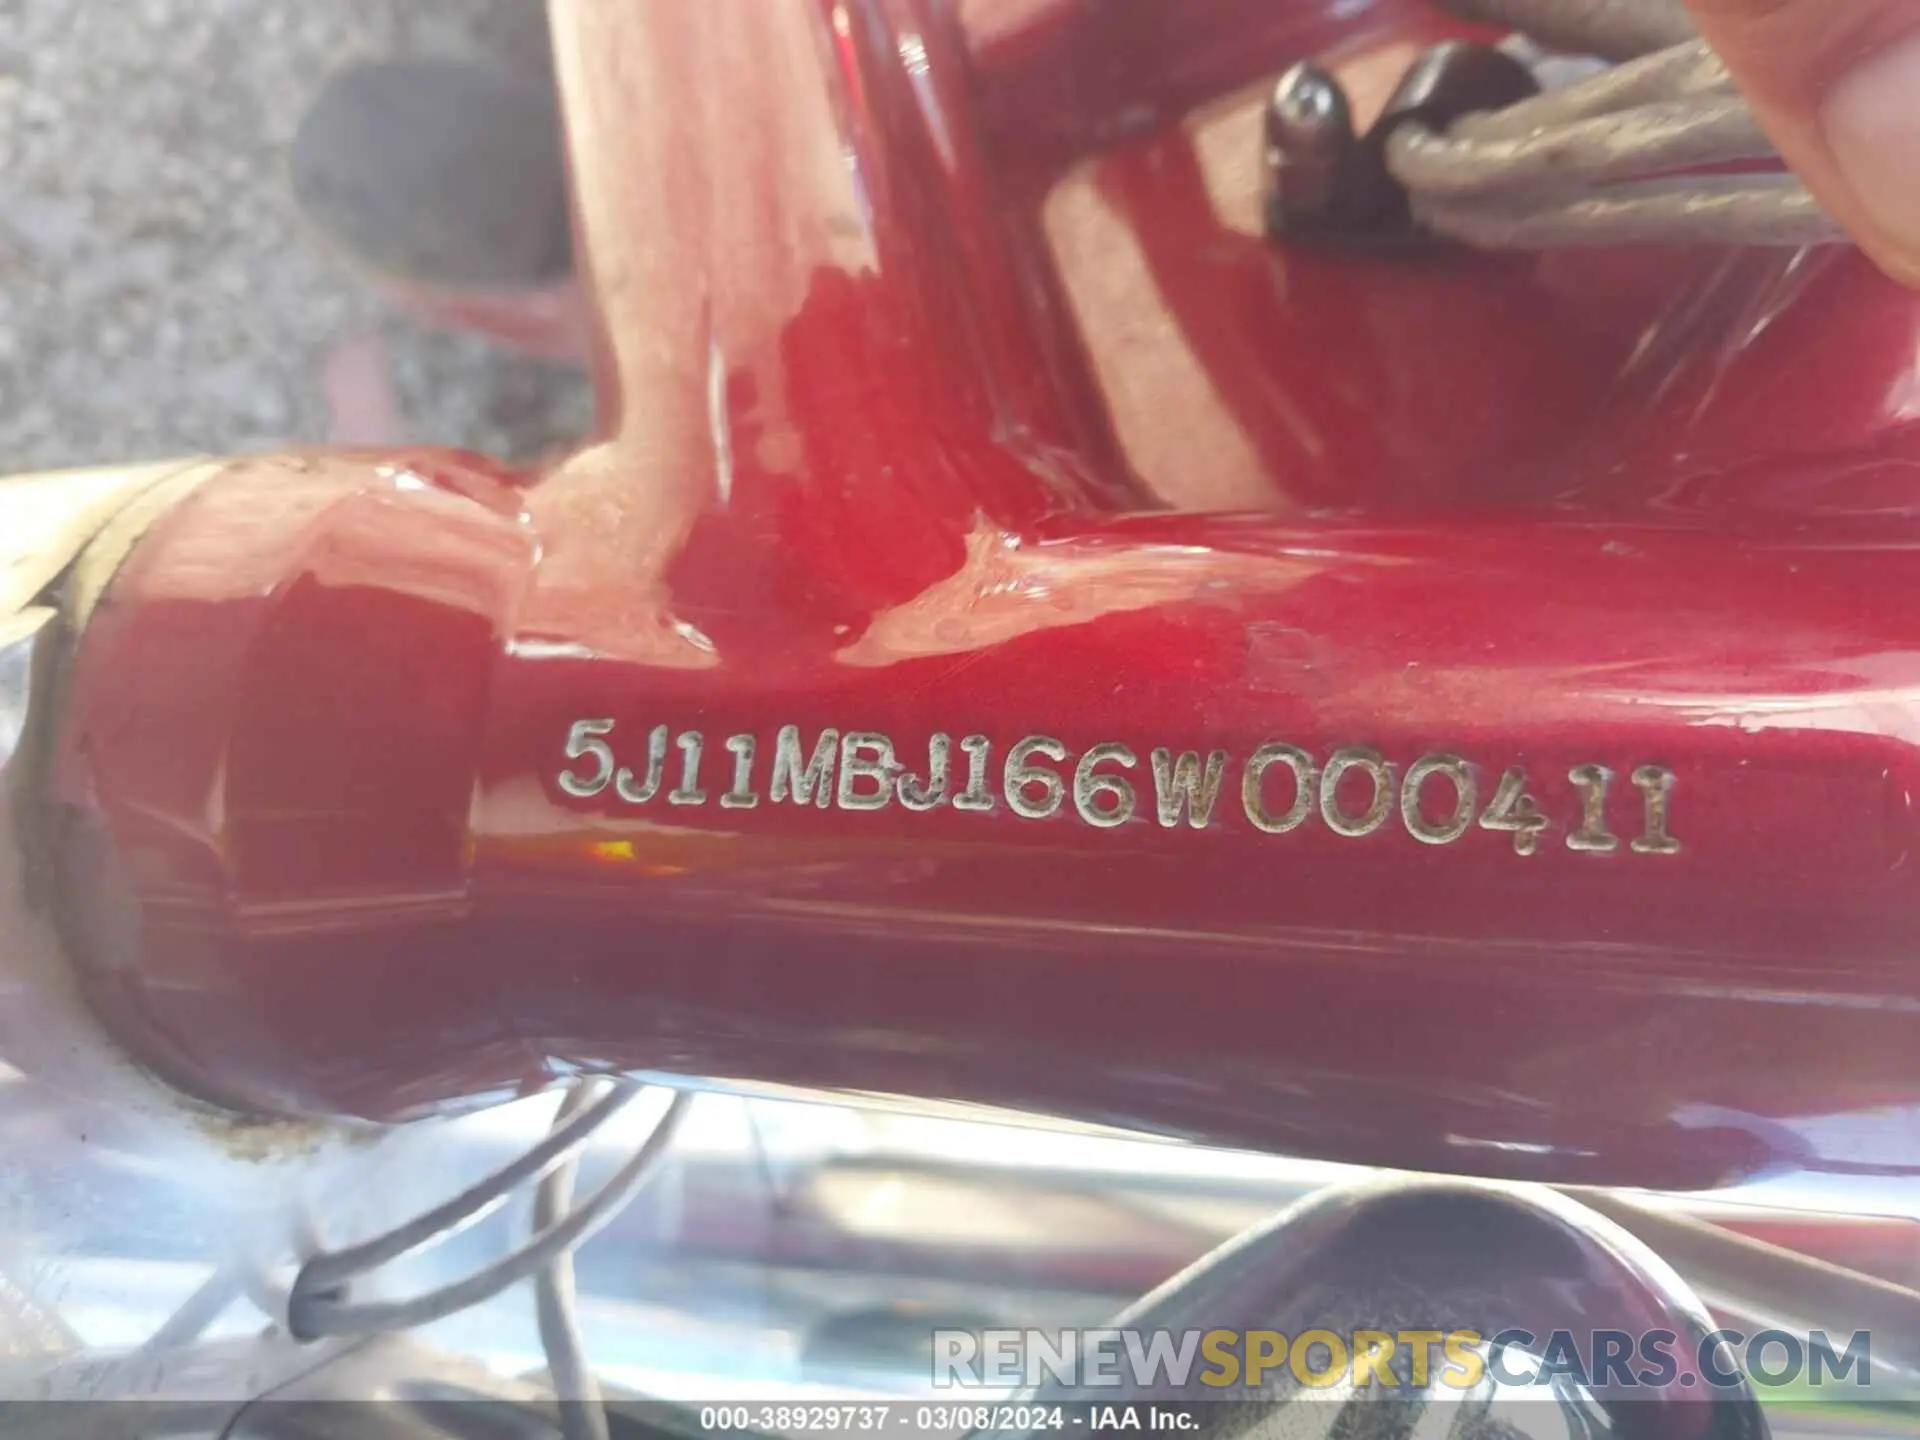 5J11MBJ166W000411
RENEWSPORTSCARS.COM
000-38929737 - 03/08/2024 - IAA Inc.